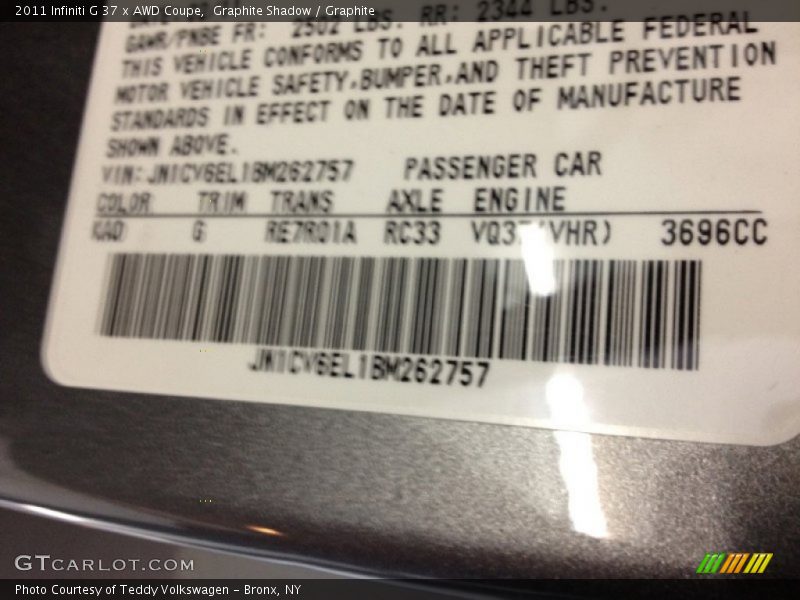 2011 Infiniti G 37 x AWD Coupe, Graphite Shadow / Graphite
GAWR/PNBE FR: 2502 LBS. RR: 2344 LBS.
THIS VEHICLE CONFORMS TO ALL APPLICABLE FEDERAL
MOTOR VEHICLE SAFETY,BUMPER,AND THEFT PREVENTION
STANDARDS IN EFFECT ON THE DATE OF MANUFACTURE
SHOWN ABOVE.
VIN:JN1CV6EL1BM262757 PASSENGER CAR
COLOR TRIM TRANS AXLE ENGINE
KAD G RE7R01A RC33 VQ37(VHR) 3696CC
JN1CV6EL1BM262757
GTCARLOT.COM
Photo Courtesy of Teddy Volkswagen - Bronx, NY